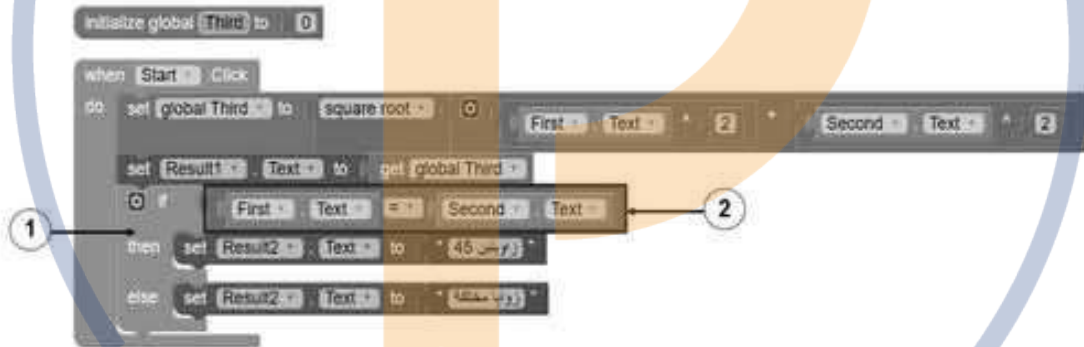 initialize global Third to 0
when Start . Click
do set global Third to square root First . Text ^ 2 + Second . Text ^ 2
set Result1 . Text to get global Third
if First . Text = Second . Text
1
2
then set Result2 . Text to " 45 "
else set Result2 . Text to " "